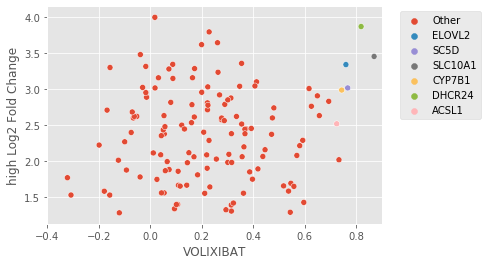 4.0
3.5
3.0
2.5
2.0
1.5
high Log2 Fold Change
-0.4 -0.2 0.0 0.2 0.4 0.6 0.8
VOLIXIBAT
Other
ELOVL2
SC5D
SLC10A1
CYP7B1
DHCR24
ACSL1